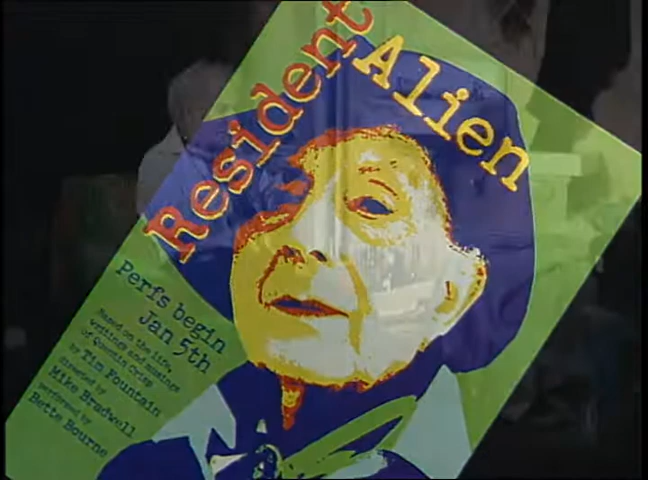 Resident
Alien
Perfs begin
Jan 5th
Based on the life,
writings and manners
of Quentin Crisp
by Tim Fountain
directed by
Mike Bradwell
performed by
Bette Bourne